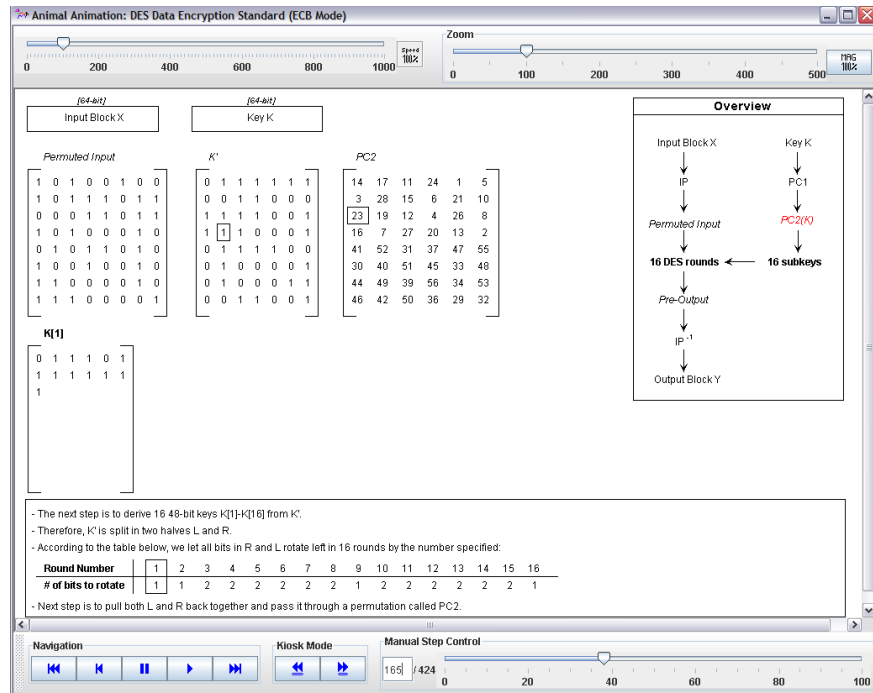 Animal Animation: DES Data Encryption Standard (ECB Mode)
Zoom
Speed
100%
0 200 400 600 800 1000
MAG
100%
0 100 200 300 400 500
[64-bit]
Input Block X
[64-bit]
Key K
Permuted Input
1 0 1 0 0 1 0 0
1 0 1 1 1 0 1 1
0 0 0 1 1 0 1 1
1 0 1 0 0 0 1 0
0 1 0 1 1 0 1 1
1 0 0 1 0 0 1 0
1 1 0 0 0 0 1 0
1 1 1 0 0 0 0 1
K'
0 1 1 1 1 1 1
0 1 1 0 0 0 1
1 1 1 1 0 0 1
1 1 1 0 0 0 1
0 1 1 1 1 0 0
1 0 1 0 0 0 1
1 0 0 0 0 1 1
0 0 1 1 0 0 1
PC2
14 17 11 24 1 5
3 28 15 6 21 10
23 19 12 4 26 8
16 7 27 20 13 2
41 52 31 37 47 55
30 40 51 45 33 48
44 49 39 56 34 53
46 42 50 36 29 32
K[1]
0 1 1 1 0 1
1 1 1 1 1 1
1
Overview
Input Block X Key K
IP PC1
Permuted Input PC2(K)
16 DES rounds 16 subkeys
Pre-Output
IP -1
Output Block Y
- The next step is to derive 16 48-bit keys K[1]-K[16] from K'.
- Therefore, K' is split in two halves L and R.
- According to the table below, we let all bits in R and L rotate left in 16 rounds by the number specified:
Round Number 1 2 3 4 5 6 7 8 9 10 11 12 13 14 15 16
# of bits to rotate 1 1 2 2 2 2 2 2 1 2 2 2 2 2 2 1
- Next step is to pull both L and R back together and pass it through a permutation called PC2.
Navigation
Kiosk Mode
Manual Step Control
165 / 424
0 20 40 60 80 100